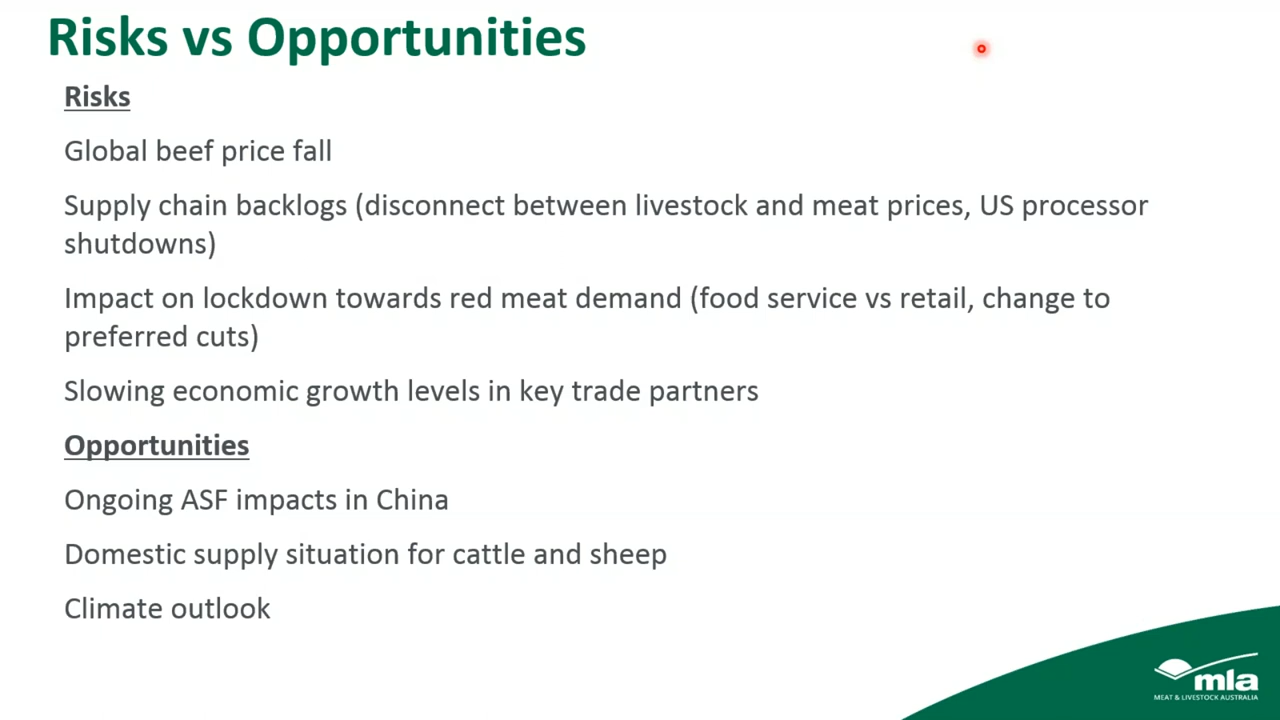 Risks vs Opportunities
Risks
Global beef price fall
Supply chain backlogs (disconnect between livestock and meat prices, US processor
shutdowns)
Impact on lockdown towards red meat demand (food service vs retail, change to
preferred cuts)
Slowing economic growth levels in key trade partners
Opportunities
Ongoing ASF impacts in China
Domestic supply situation for cattle and sheep
Climate outlook
mla
MEAT & LIVESTOCK AUSTRALIA